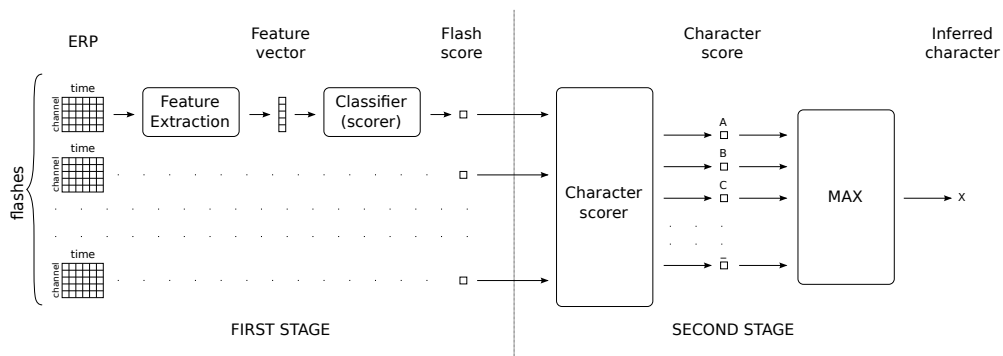 ERP
Feature
vector
Flash
score
Character
score
Inferred
character
flashes
time
channel
Feature
Extraction
Classifier
(scorer)
time
channel
time
channel
Character
scorer
A
B
C
_
MAX
X
FIRST STAGE
SECOND STAGE